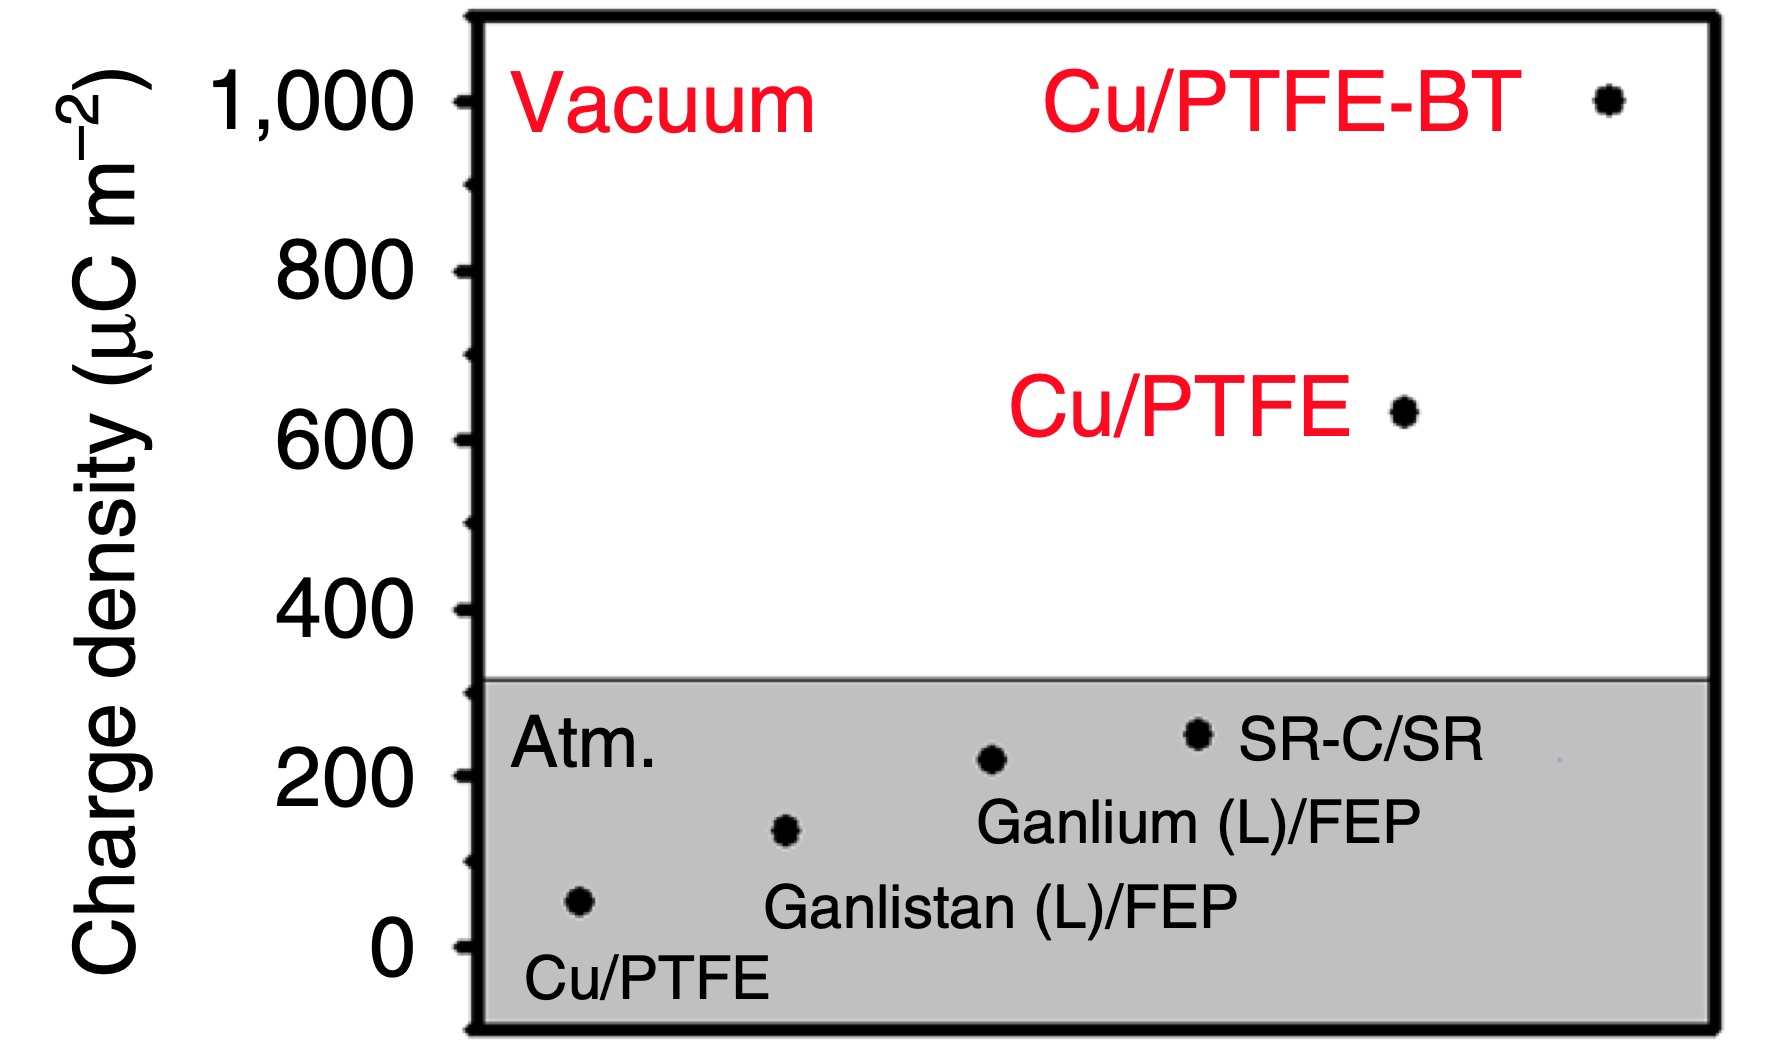 Charge density (µC m⁻²)
1,000
800
600
400
200
0
Vacuum
Cu/PTFE-BT
Cu/PTFE
Atm.
SR-C/SR
Ganlium (L)/FEP
Ganlistan (L)/FEP
Cu/PTFE